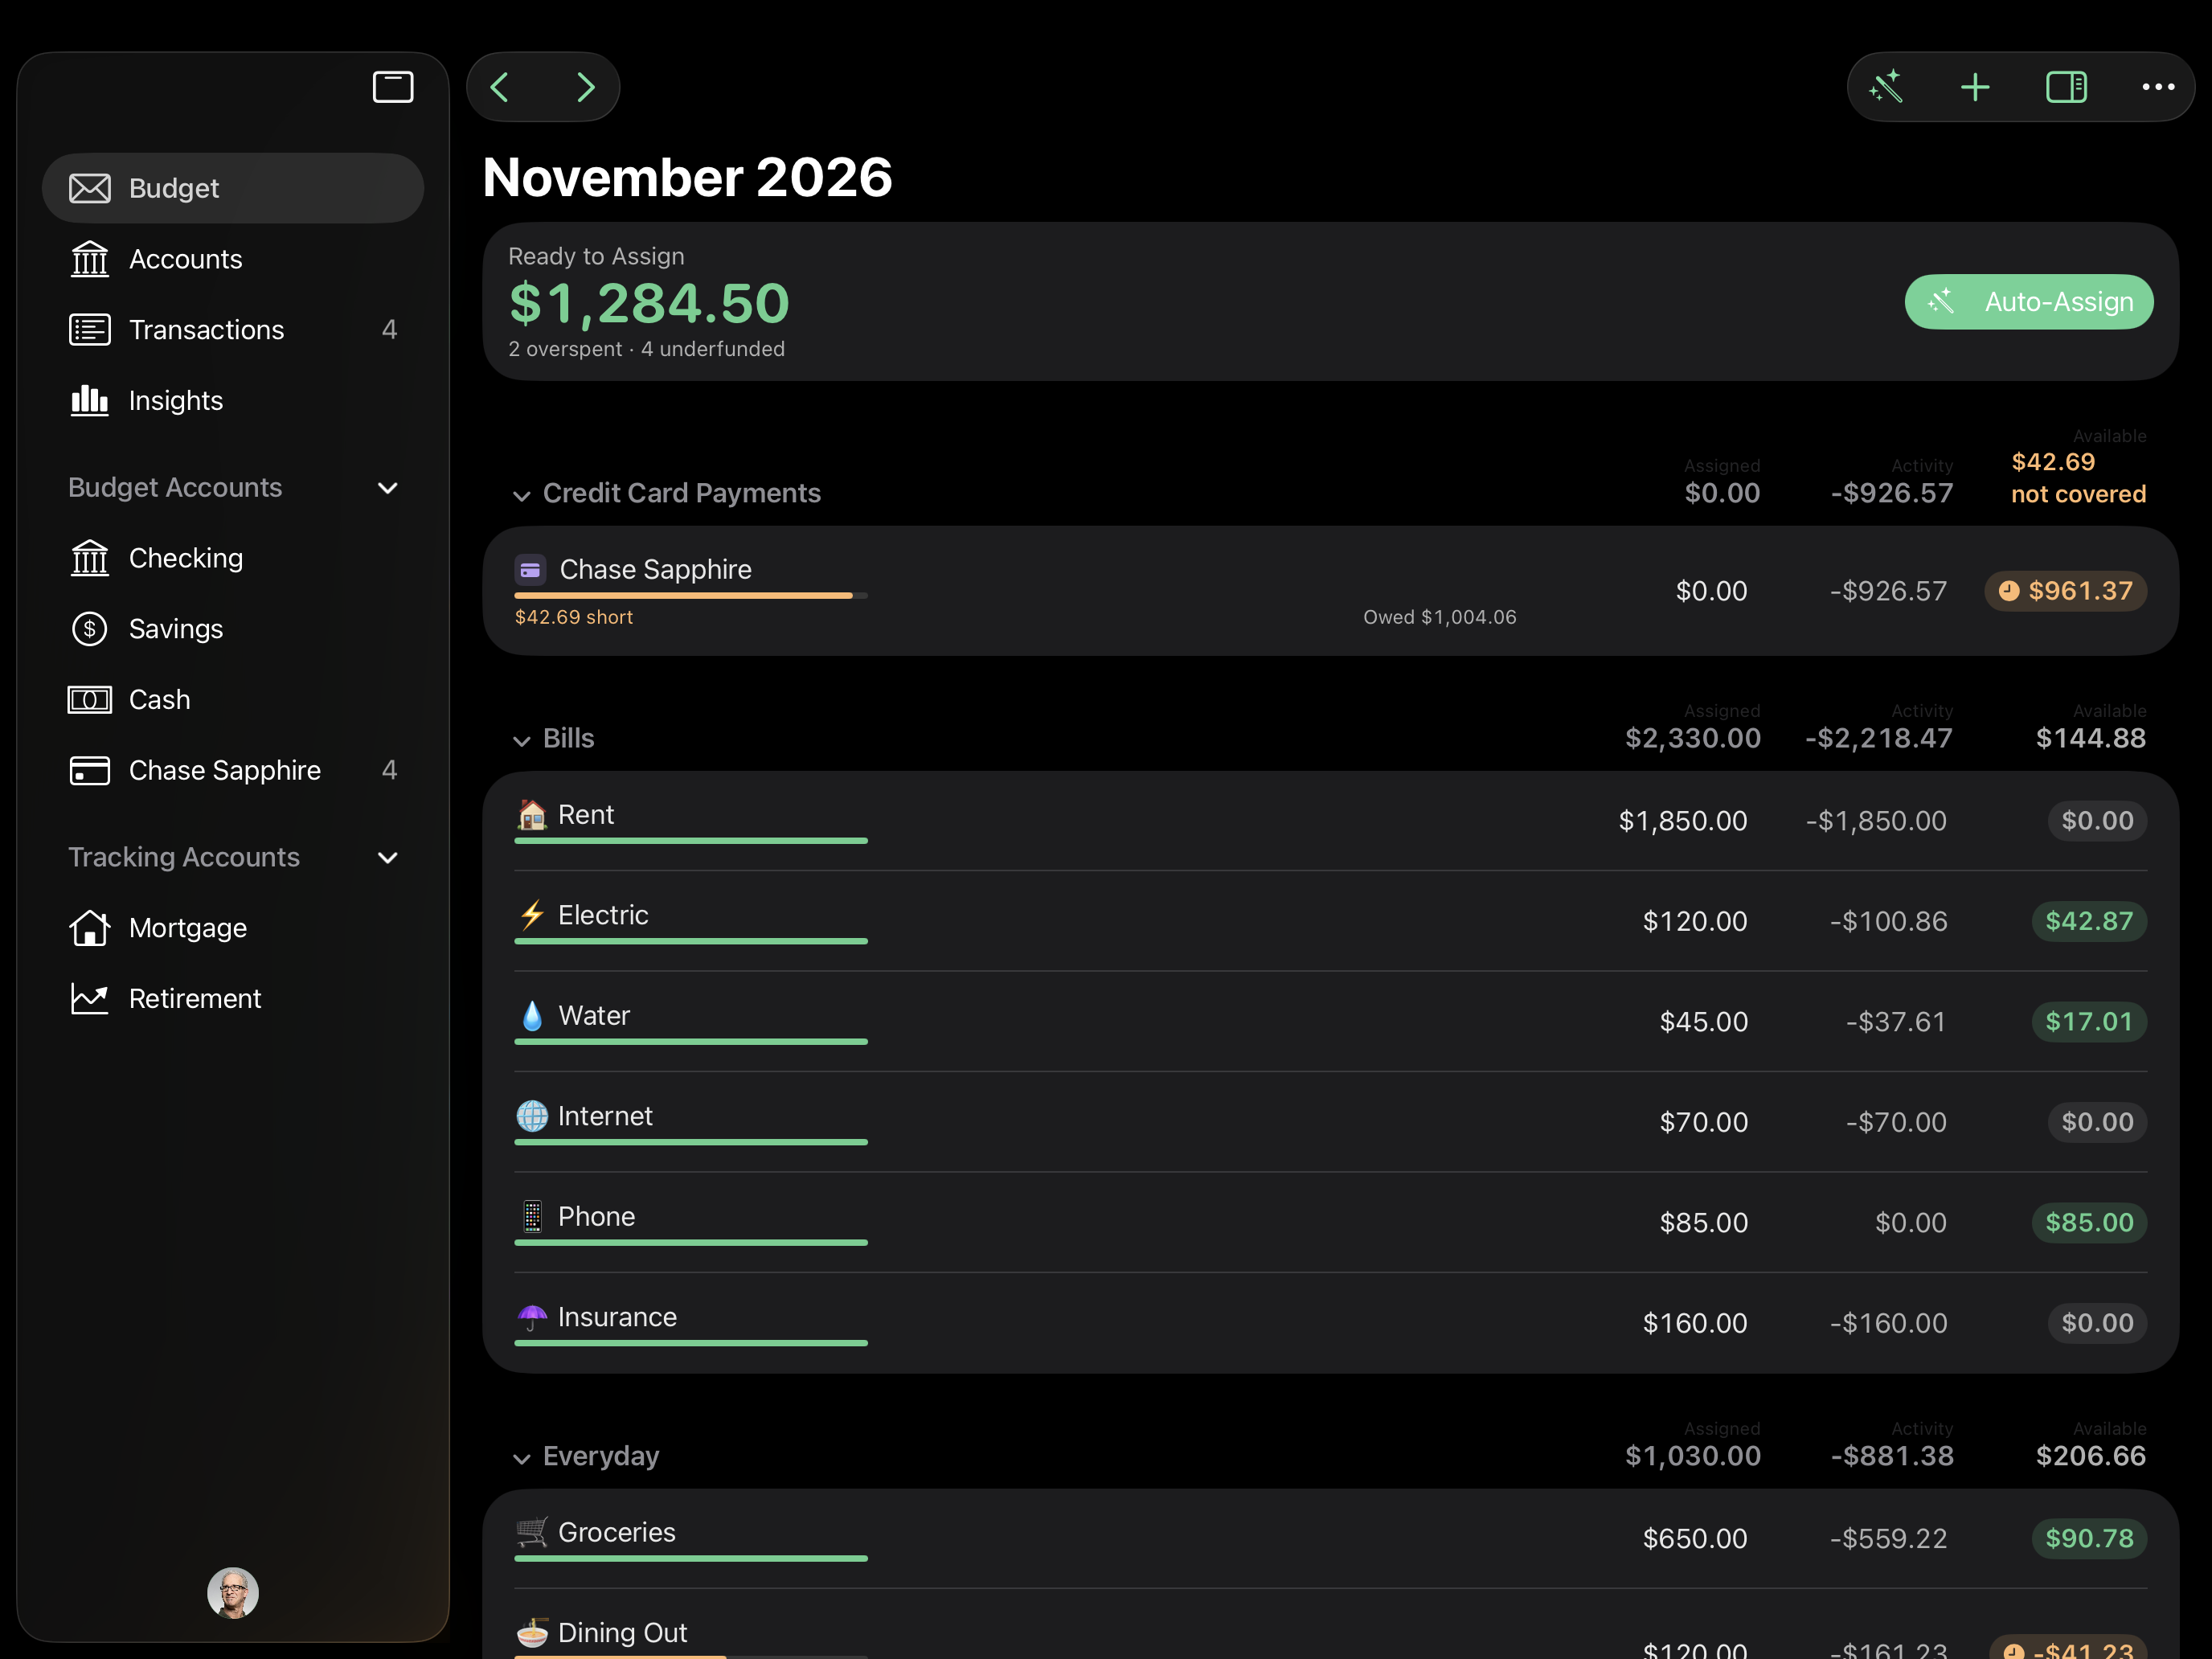 Budget
Accounts
Transactions 4
Insights
Budget Accounts
Checking
Savings
Cash
Chase Sapphire 4
Tracking Accounts
Mortgage
Retirement
November 2026
Ready to Assign
$1,284.50
2 overspent · 4 underfunded
Auto-Assign
Assigned Activity Available
Credit Card Payments $0.00 -$926.57 $42.69
not covered
Chase Sapphire $0.00 -$926.57 $961.37
$42.69 short Owed $1,004.06
Assigned Activity Available
Bills $2,330.00 -$2,218.47 $144.88
Rent $1,850.00 -$1,850.00 $0.00
Electric $120.00 -$100.86 $42.87
Water $45.00 -$37.61 $17.01
Internet $70.00 -$70.00 $0.00
Phone $85.00 $0.00 $85.00
Insurance $160.00 -$160.00 $0.00
Assigned Activity Available
Everyday $1,030.00 -$881.38 $206.66
Groceries $650.00 -$559.22 $90.78
Dining Out $120.00 -$161.23 -$41.23